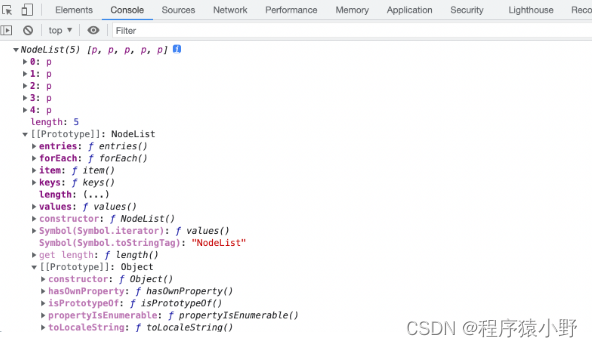 Elements Console Sources Network Performance Memory Application Security Lighthouse Reco
top ▼ Filter
▼NodeList(5) [p, p, p, p, p] i
▶0: p
▶1: p
▶2: p
▶3: p
▶4: p
length: 5
▼[[Prototype]]: NodeList
▶entries: ƒ entries()
▶forEach: ƒ forEach()
▶item: ƒ item()
▶keys: ƒ keys()
length: (...)
▶values: ƒ values()
▶constructor: ƒ NodeList()
▶Symbol(Symbol.iterator): ƒ values()
Symbol(Symbol.toStringTag): "NodeList"
▶get length: ƒ length()
▼[[Prototype]]: Object
▶constructor: ƒ Object()
▶hasOwnProperty: ƒ hasOwnProperty()
▶isPrototypeOf: ƒ isPrototypeOf()
▶propertyIsEnumerable: ƒ propertyIsEnumerable()
▶toLocaleString: ƒ toLocaleString()
CSDN @程序猿小野